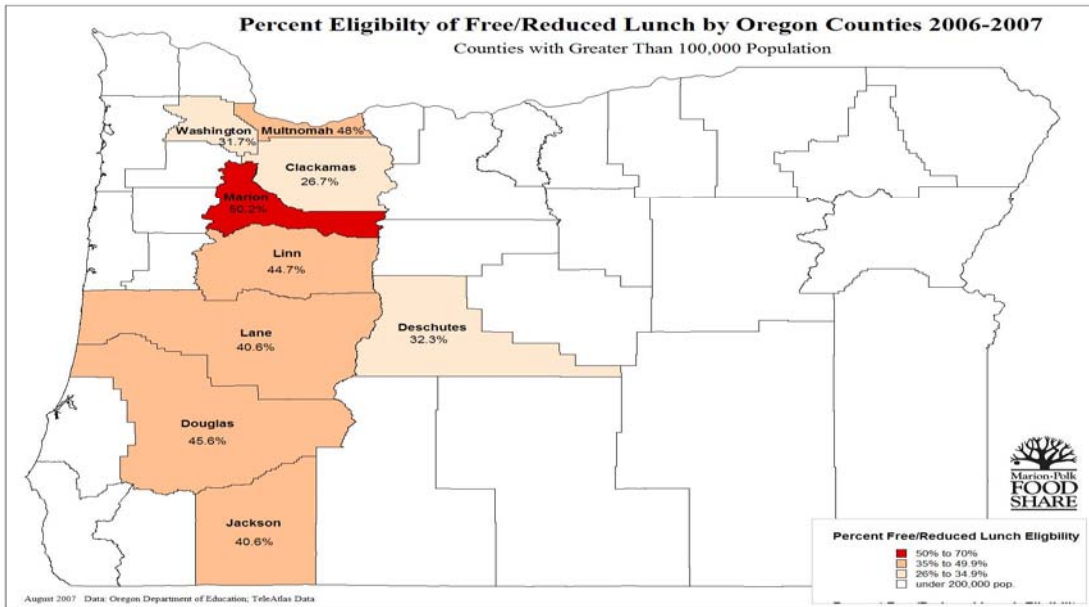 Percent Eligibilty of Free/Reduced Lunch by Oregon Counties 2006-2007
Counties with Greater Than 100,000 Population
Washington
31.7%
Multnomah 48%
Clackamas
26.7%
Marion
60.2%
Linn
44.7%
Lane
40.6%
Deschutes
32.3%
Douglas
45.6%
Jackson
40.6%
Marion-Polk
FOOD
SHARE
Percent Free/Reduced Lunch Eligbility
50% to 70%
35% to 49.9%
26% to 34.9%
under 200,000 pop.
August 2007 Data: Oregon Department of Education; TeleAtlas Data